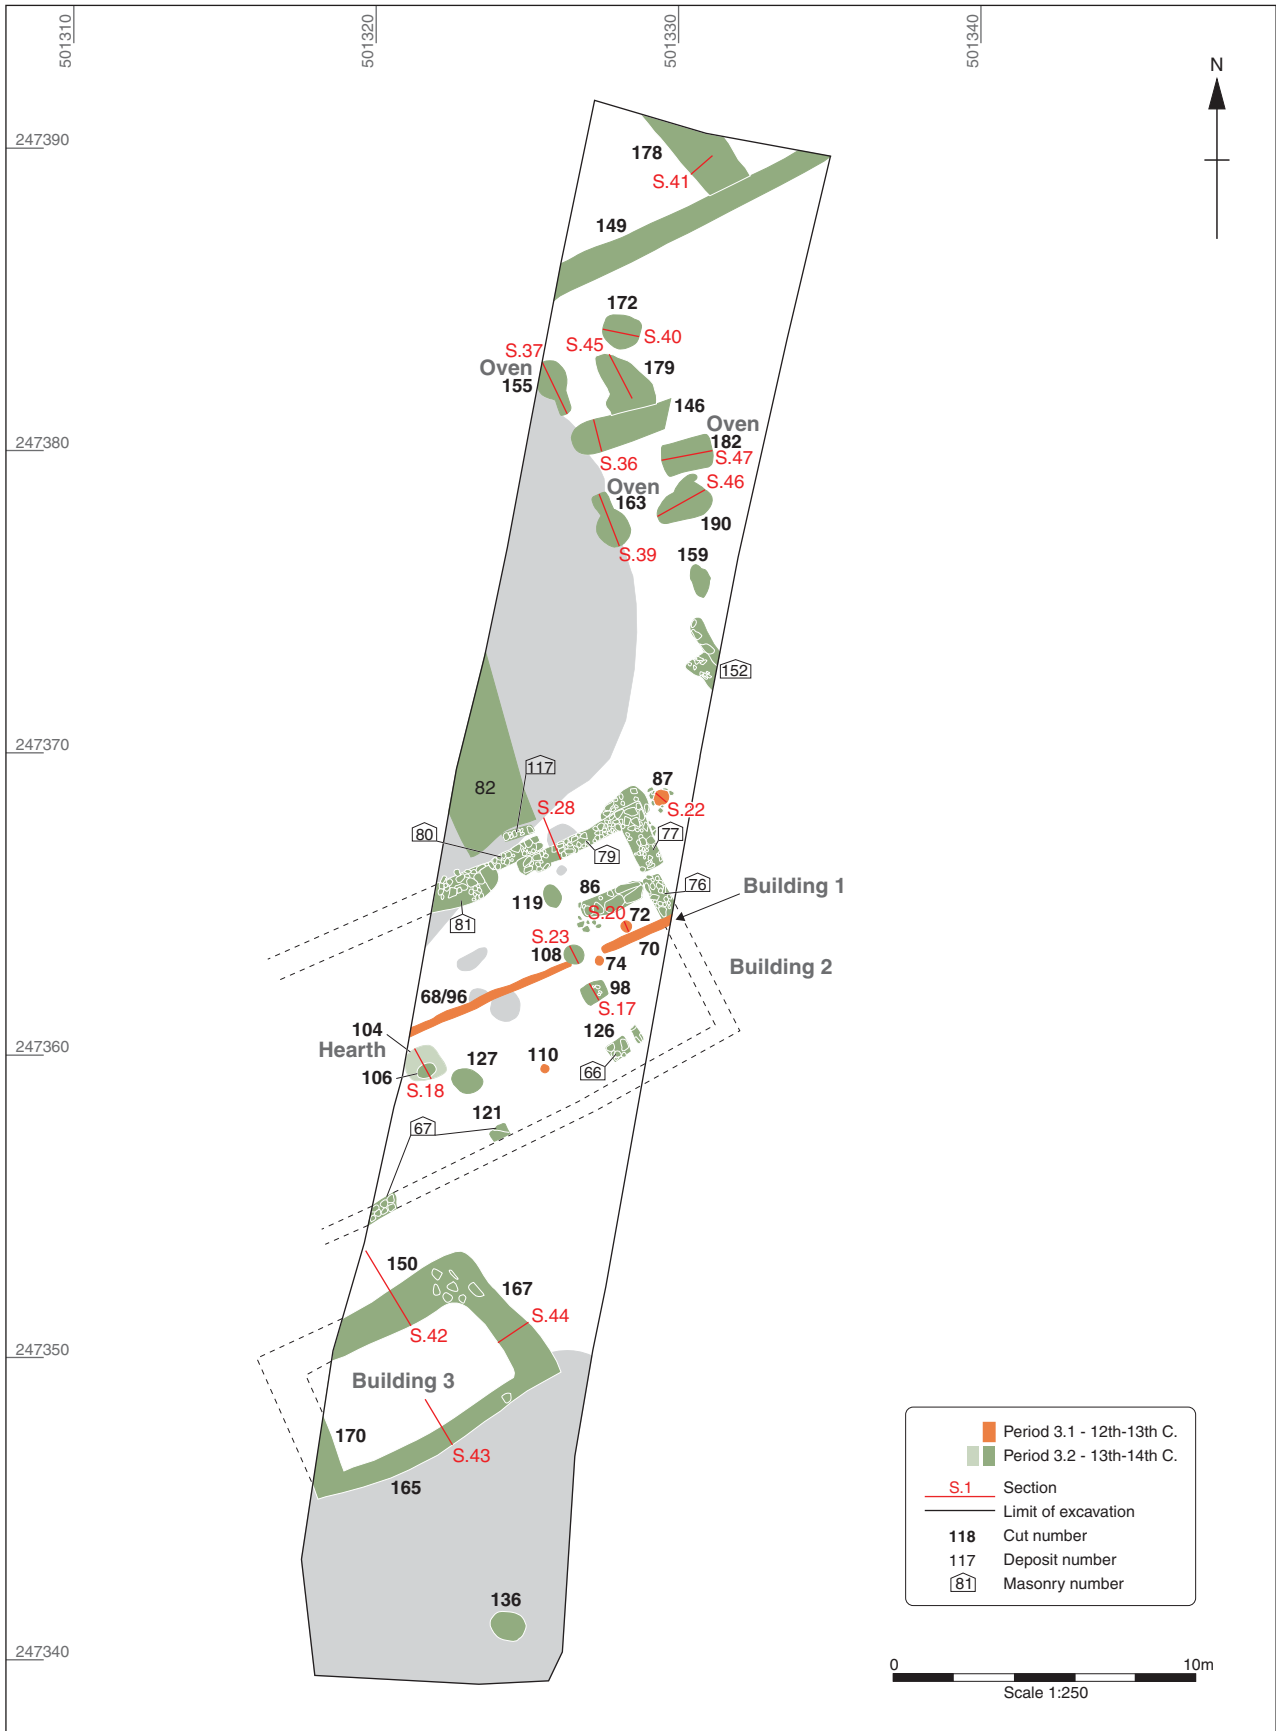 501310
501320
501330
501340
N
247390
178
S.41
149
172
S.45
S.40
S.37
Oven
155
179
146
Oven
182
S.47
247380
S.36
S.46
Oven
163
190
S.39
159
152
247370
117
87
82
S.28
S.22
80
79
77
86
76
Building 1
119
S.20
72
81
S.23
108
70
74
Building 2
68/96
98
S.17
104
126
Hearth
247360
127
110
106
S.18
66
121
67
150
167
S.44
S.42
247350
Building 3
170
S.43
165
136
247340
Period 3.1 - 12th-13th C.
Period 3.2 - 13th-14th C.
S.1 Section
Limit of excavation
118 Cut number
117 Deposit number
81 Masonry number
0 10m
Scale 1:250